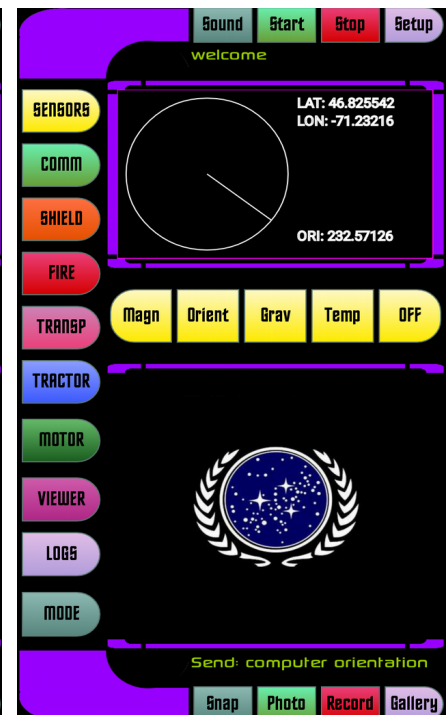 Sound Start Stop Setup
welcome
SENSORS
COMM
SHIELD
FIRE
TRANSP
TRACTOR
MOTOR
VIEWER
LOGS
MODE
LAT: 46.825542
LON: -71.23216
ORI: 232.57126
Magn Orient Grav Temp OFF
Send: computer orientation
Snap Photo Record Gallery